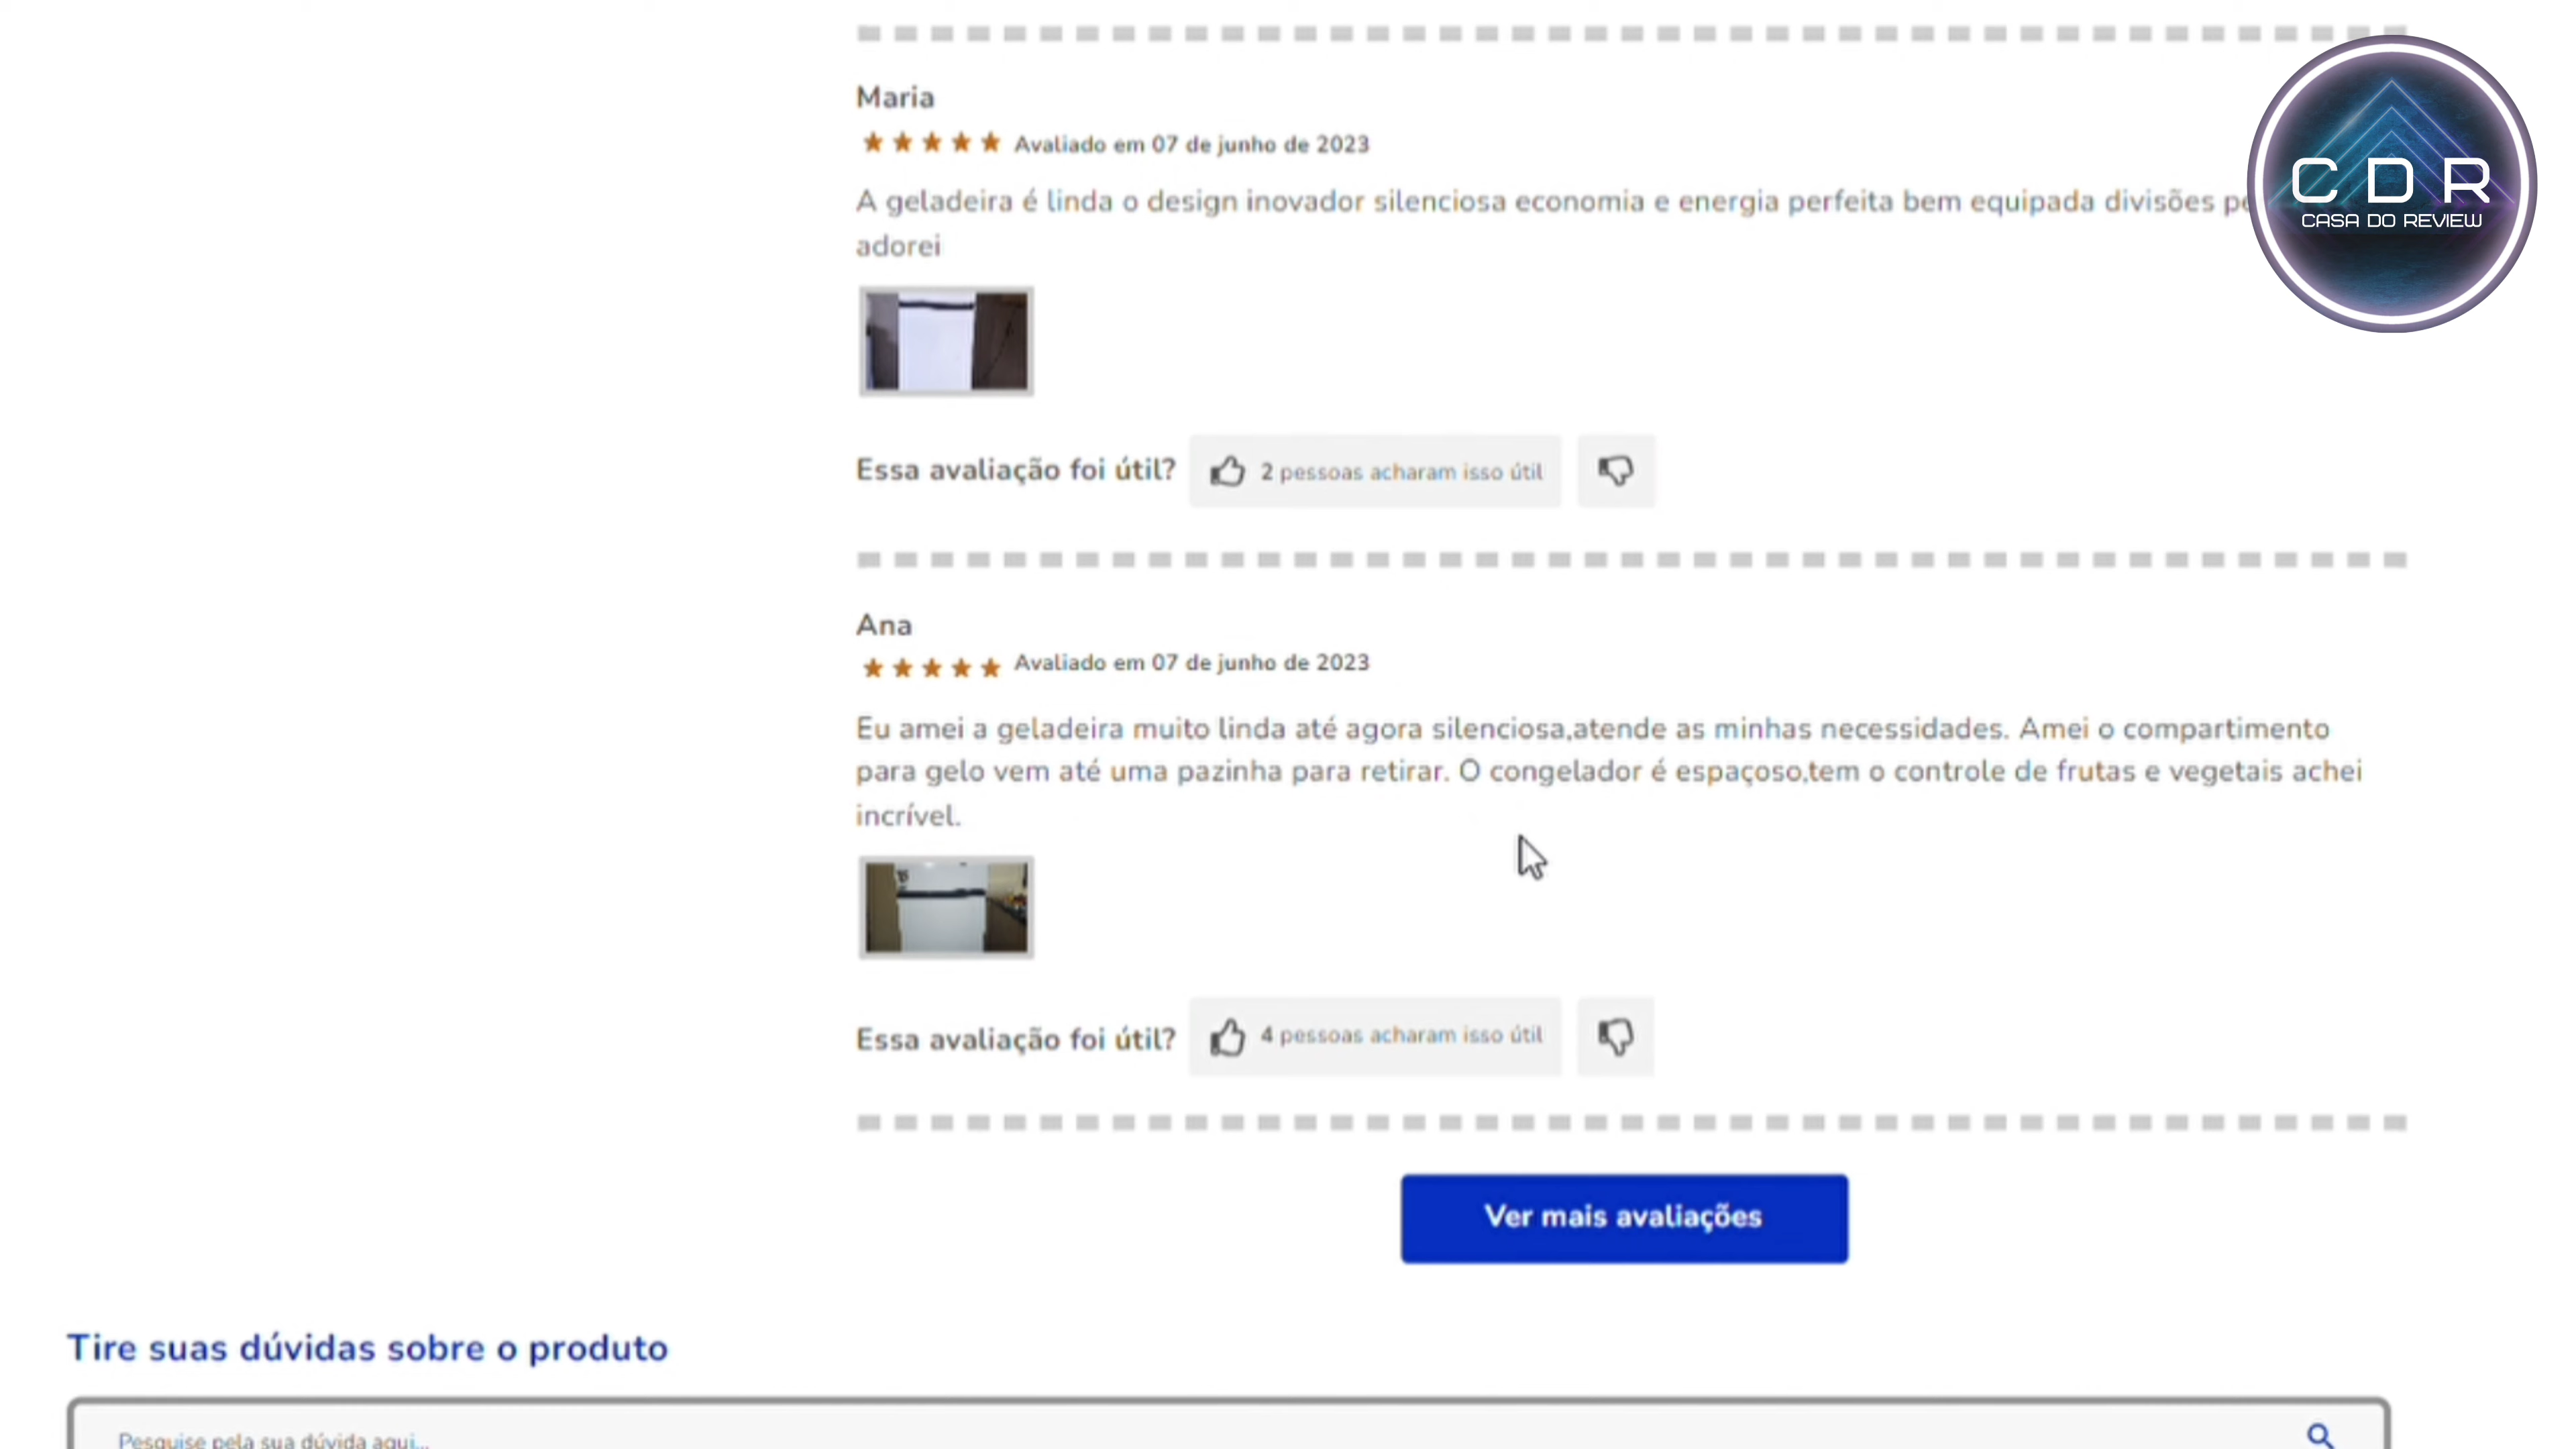 Maria
Avaliado em 07 de junho de 2023
A geladeira é linda o design inovador silenciosa economia e energia perfeita bem equipada divisões
adorei
Essa avaliação foi útil? 2 pessoas acharam isso útil
Ana
Avaliado em 07 de junho de 2023
Eu amei a geladeira muito linda até agora silenciosa,atende as minhas necessidades. Amei o compartimento
para gelo vem até uma pazinha para retirar. O congelador é espaçoso,tem o controle de frutas e vegetais achei
incrível.
Essa avaliação foi útil? 4 pessoas acharam isso útil
Ver mais avaliações
Tire suas dúvidas sobre o produto
Pesquise pela sua dúvida aqui...
CDR
CASA DO REVIEW